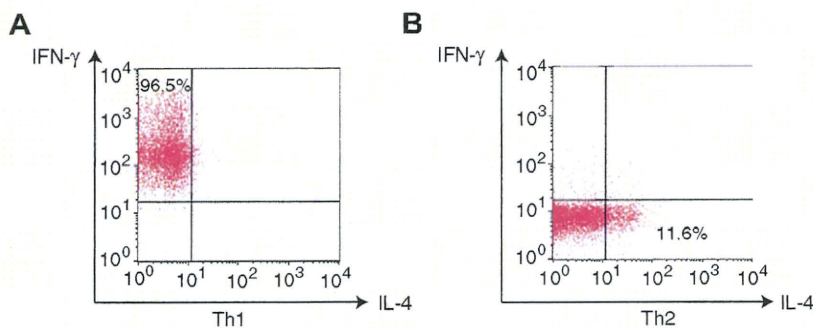 A
IFN-γ
10⁴
96.5%
10³
10²
10¹
10⁰
10⁰ 10¹ 10² 10³ 10⁴
IL-4
Th1
B
IFN-γ
10⁴
10³
10²
10¹
11.6%
10⁰
10⁰ 10¹ 10² 10³ 10⁴
IL-4
Th2